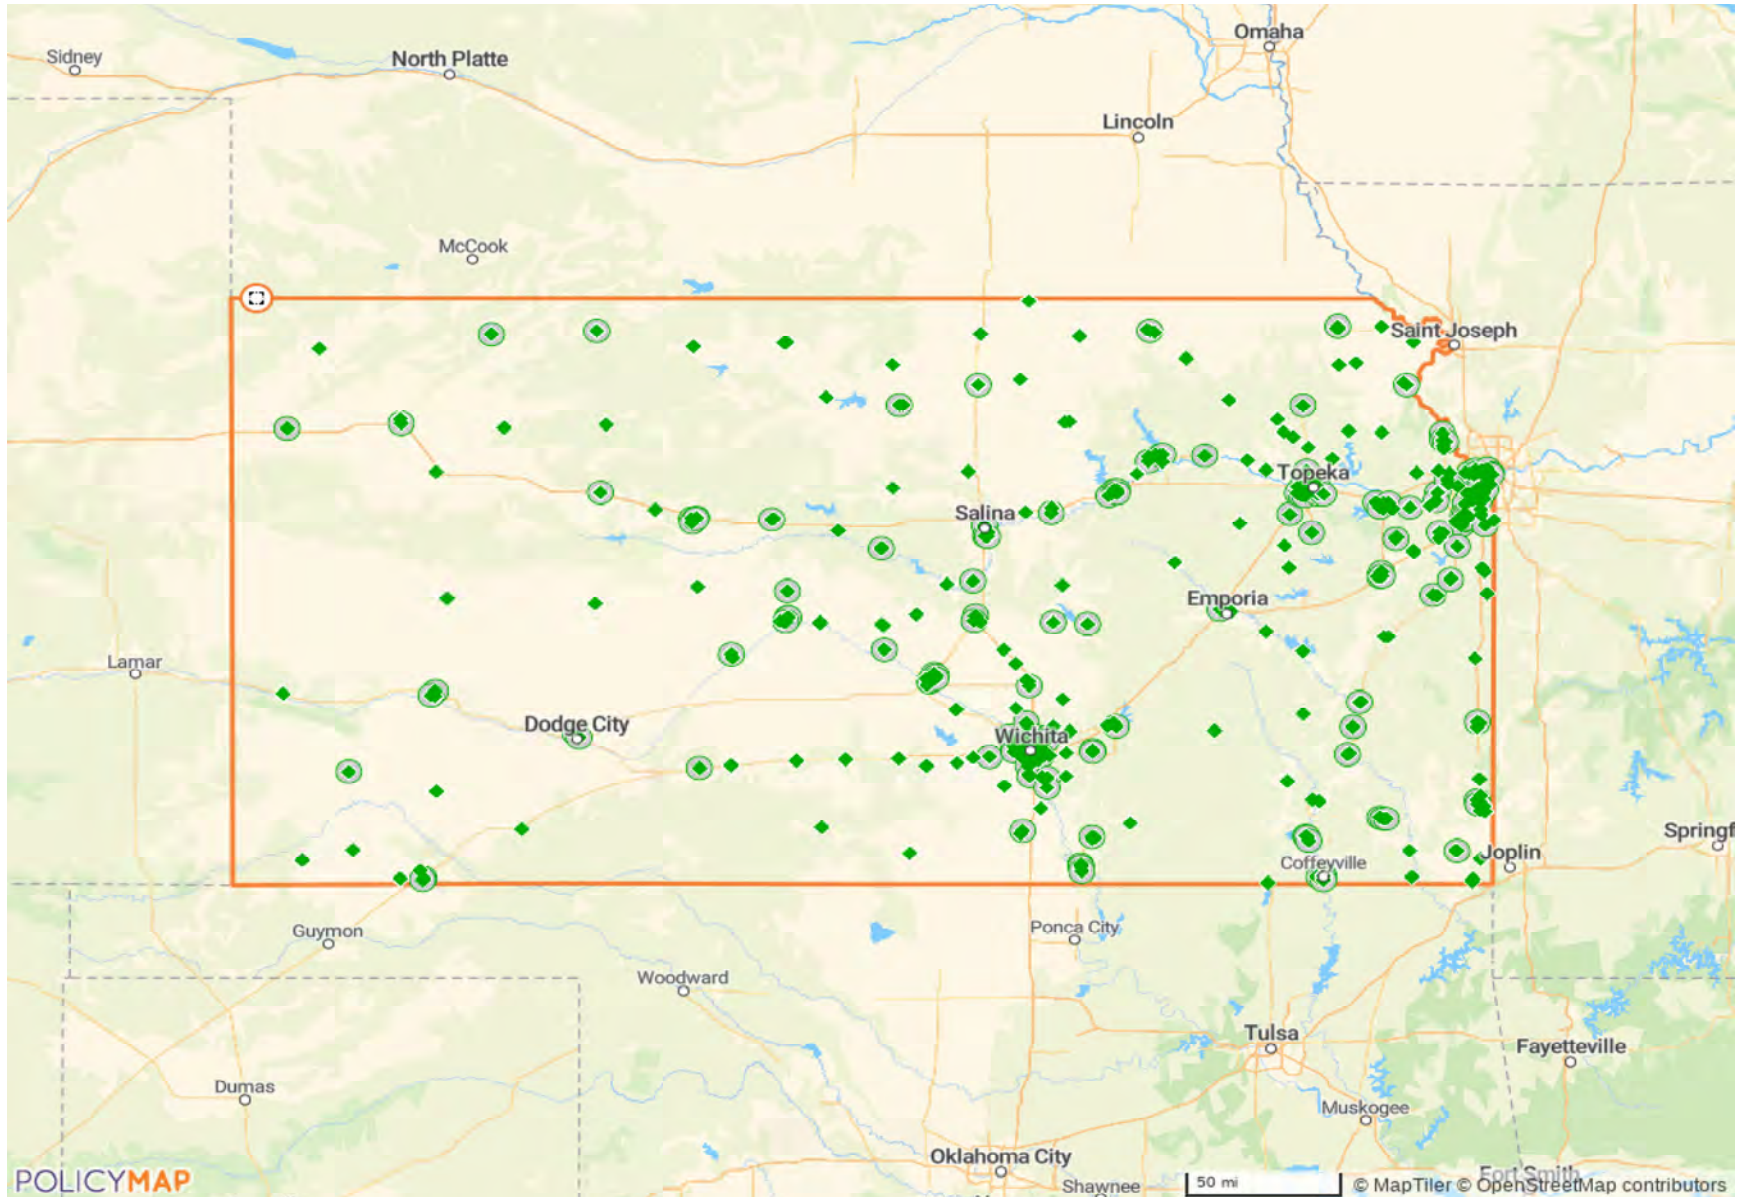 Omaha
Sidney
North Platte
Lincoln
McCook
Saint Joseph
Topeka
Salina
Emporia
Lamar
Dodge City
Wichita
Springf
Joplin
Coffeyville
Guymon
Ponca City
Woodward
Tulsa
Fayetteville
Dumas
Muskogee
Oklahoma City
Fort Smith
POLICYMAP
Shawnee
50 mi
© MapTiler © OpenStreetMap contributors